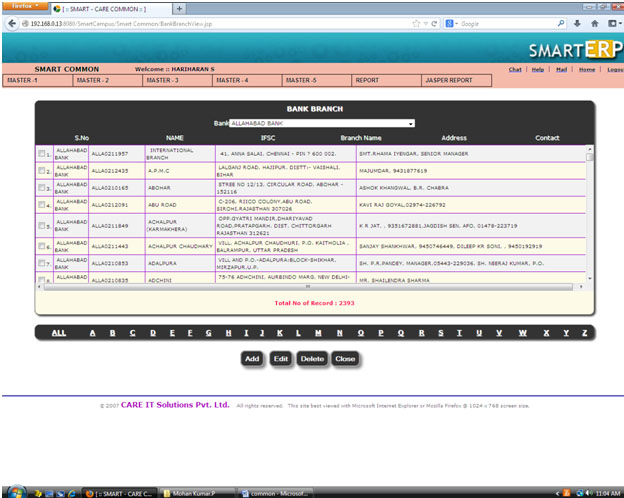 firefox
[ :: SMART - CARE COMMON :: ]
192.168.0.13:8080/SmartCampus/Smart Common/BankBranchView.jsp
Google
SMARTERP
SMART COMMON Welcome :: HARIHARAN S Chat | Help | Mail | Home | Logou
MASTER -1 MASTER - 2 MASTER - 3 MASTER - 4 MASTER -5 REPORT JASPER REPORT
BANK BRANCH
Bank ALLAHABAD BANK
S.No NAME IFSC Branch Name Address Contact
1. ALLAHABAD BANK ALLA0211957 INTERNATIONAL BRANCH 41, ANNA SALAI, CHENNAI - PIN ? 600 002. SMT.RHAMA IYENGAR, SENIOR MANAGER
2. ALLAHABAD BANK ALLA0212435 A.P.M.C LALGANJ ROAD, HAJIPUR, DISTT:- VAISHALI, BIHAR MAJUMDAR, 9431877619
3. ALLAHABAD BANK ALLA0210165 ABOHAR STREE NO 12/13, CIRCULAR ROAD, ABOHAR - 152116 ASHOK KHANGWAL B.R. CHABRA
4. ALLAHABAD BANK ALLA0212091 ABU ROAD C-206, RIICO COLONY,ABU ROAD, SIROHI,RAJASTHAN 307026 KAVI RAJ GOYAL,02974-226792
5. ALLAHABAD BANK ALLA0211849 ACHALPUR (KARMAKHERA) OPP.GYATRI MANDIR,DHARIYAVAD ROAD,PRATAPGARH, DIST. CHITTORGARH RAJASTHAN 312621 K R JAT, , 9351672881,JAGDISH SEN, AFO, 01478-223719
6. ALLAHABAD BANK ALLA0211443 ACHALPUR CHAUDHARY VILL. ACHALPUR CHAUDHURI, P.O. KAITHOLIA , BALRAMPUR, UTTAR PRADESH SANJAY SHANKHWAR, 9450746649, DILEEP KR SONI, , 9450192919
7. ALLAHABAD BANK ALLA0210853 ADALPURA VILL AND P.O.-ADALPURA;BLOCK-SHIKHAR, MIRZAPUR,U.P. SH. P.R.PANDEY, MANAGER,05443-229036, SH. NEERAJ KUMAR, P.O.
8. ALLAHABAD ALLA0210835 ADCHINI 75-76 ADHCHINI, AURBINDO MARG, NEW DELHI- MR. SHAILENDRA SHARMA
Total No of Record : 2393
ALL A B C D E F G H I J K L M N O P Q R S T U V W X Y Z
Add Edit Delete Close
© 2007 CARE IT Solutions Pvt. Ltd. All rights reserved. This site best viewed with Microsoft Internet Explorer or Mozilla Firefox @ 1024 x 768 screen size.
[ :: SMART - CARE C... Mohan Kumar.P common - Microsof... 11:04 AM